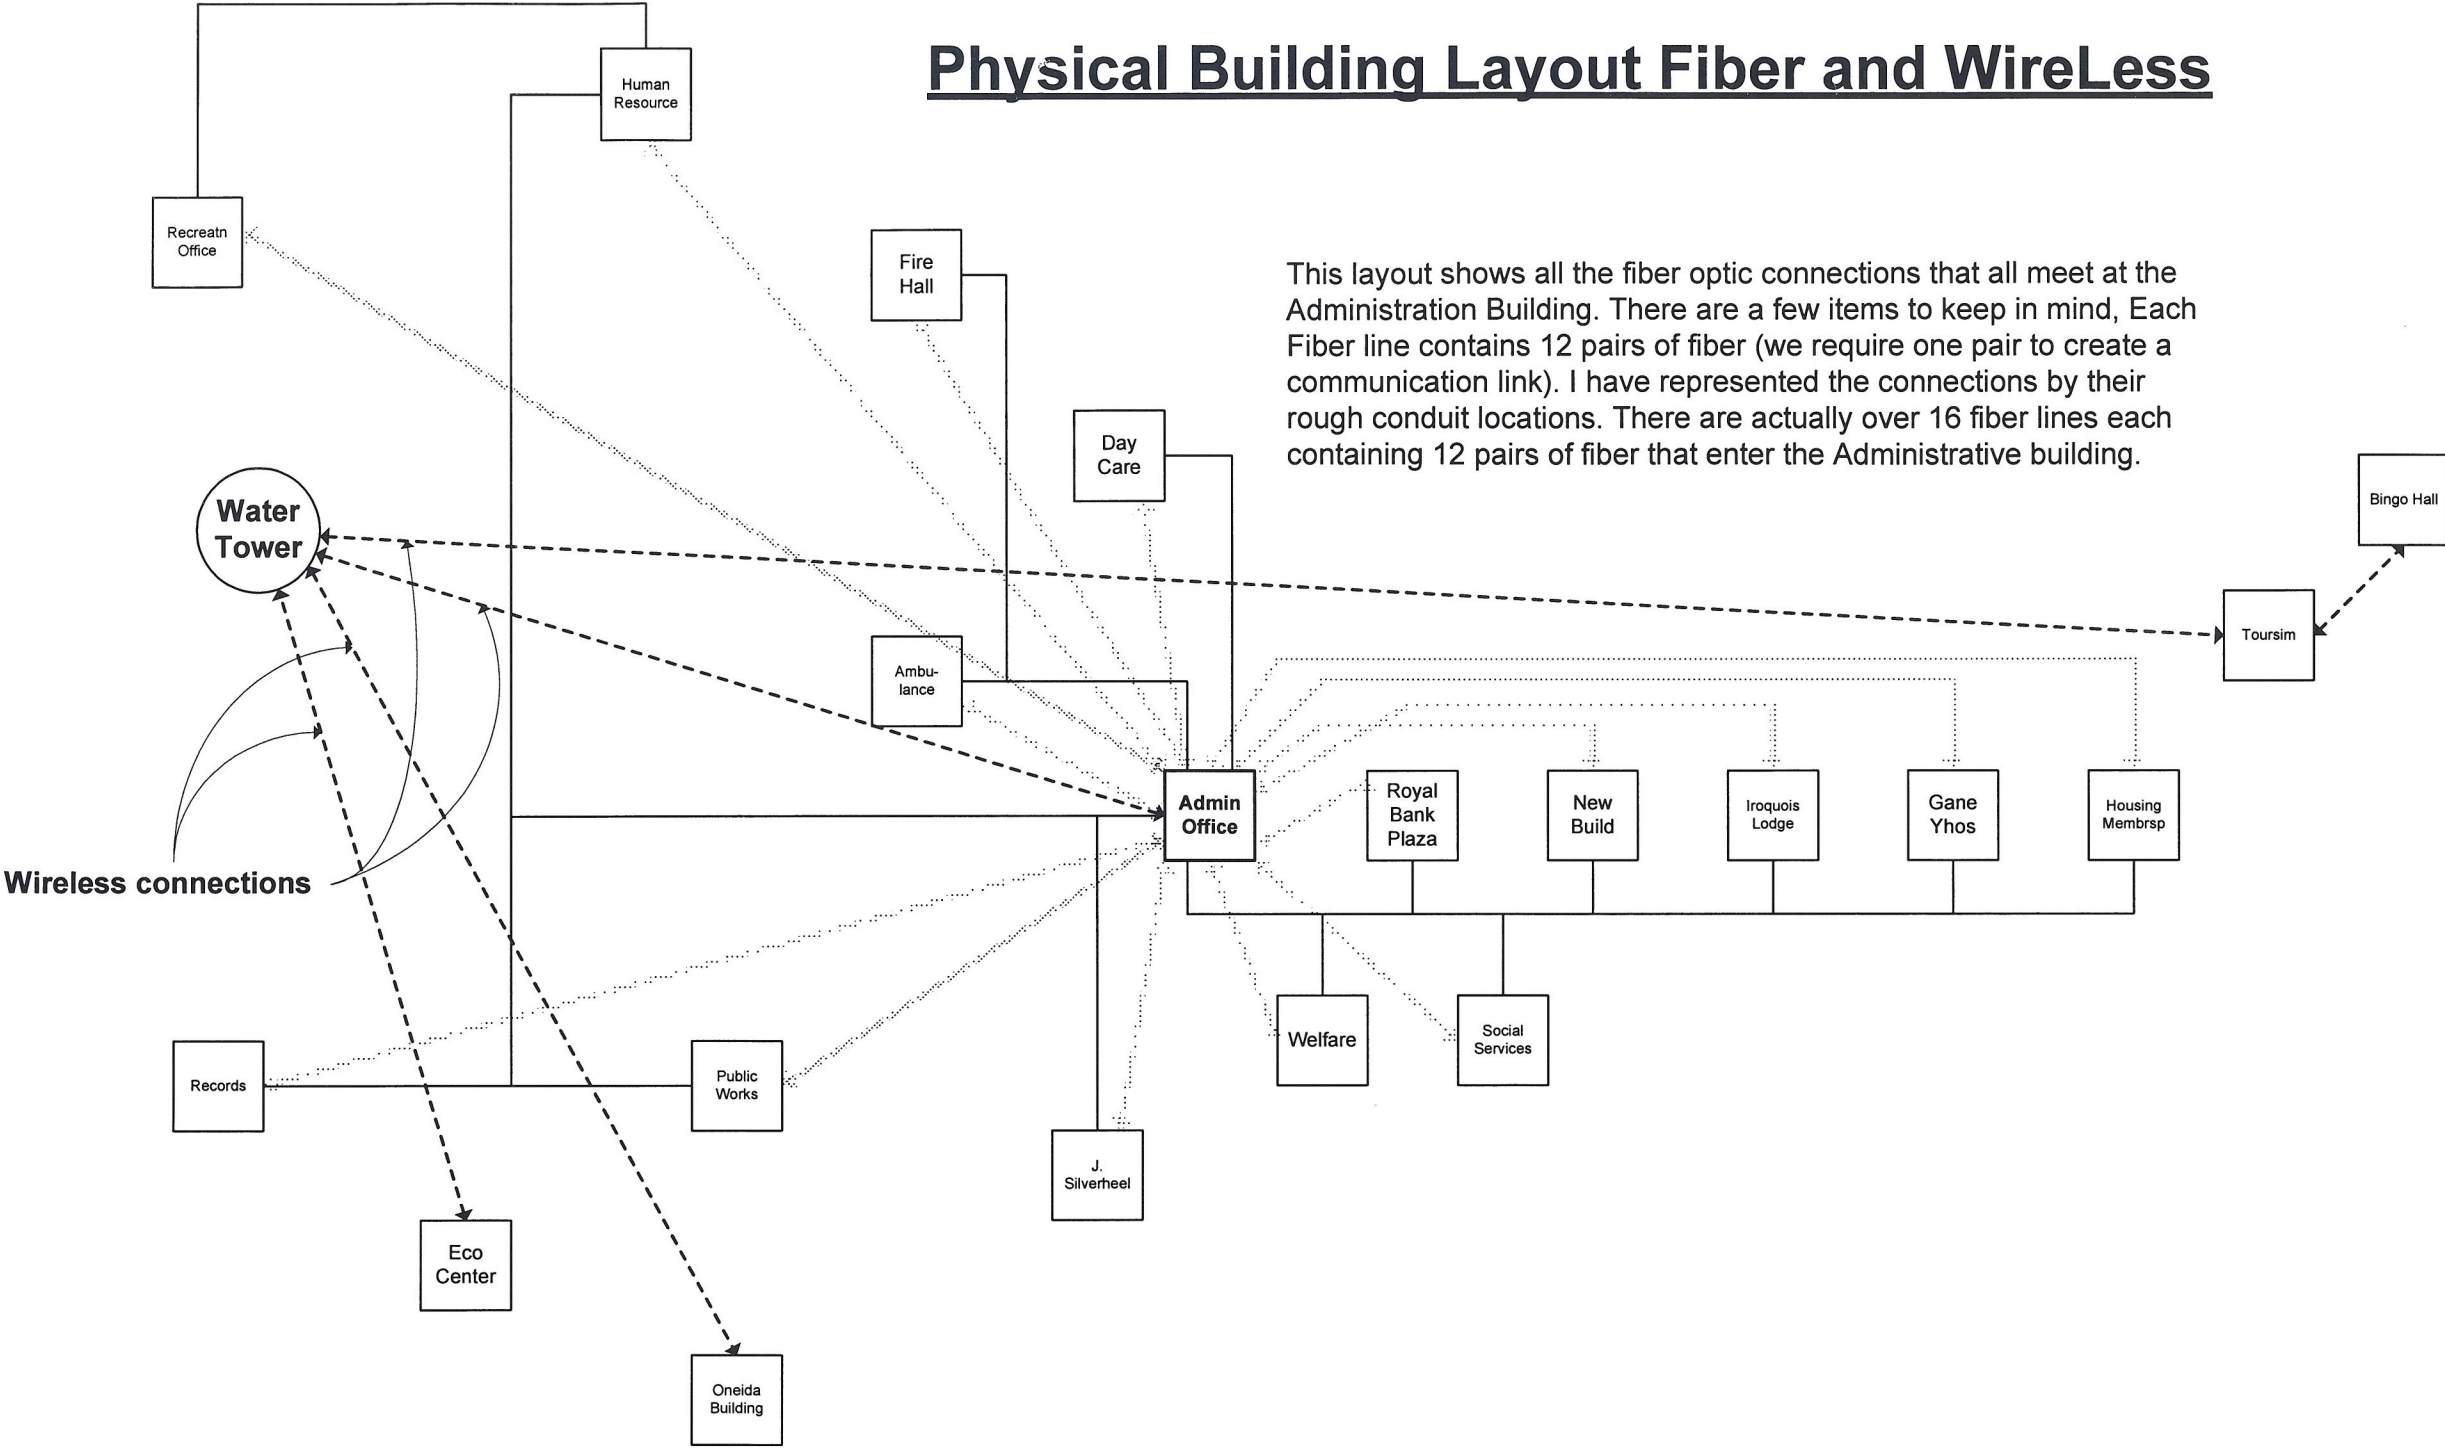 Physical Building Layout Fiber and WireLess
Human
Resource
Recreatn
Office
Fire
Hall
This layout shows all the fiber optic connections that all meet at the
Administration Building. There are a few items to keep in mind, Each
Fiber line contains 12 pairs of fiber (we require one pair to create a
communication link). I have represented the connections by their
rough conduit locations. There are actually over 16 fiber lines each
containing 12 pairs of fiber that enter the Administrative building.
Day
Care
Bingo Hall
Water
Tower
Toursim
Ambu-
lance
Admin
Office
Royal
Bank
Plaza
New
Build
Iroquois
Lodge
Gane
Yhos
Housing
Membrsp
Wireless connections
Records
Public
Works
Welfare
Social
Services
J.
Silverheel
Eco
Center
Oneida
Building